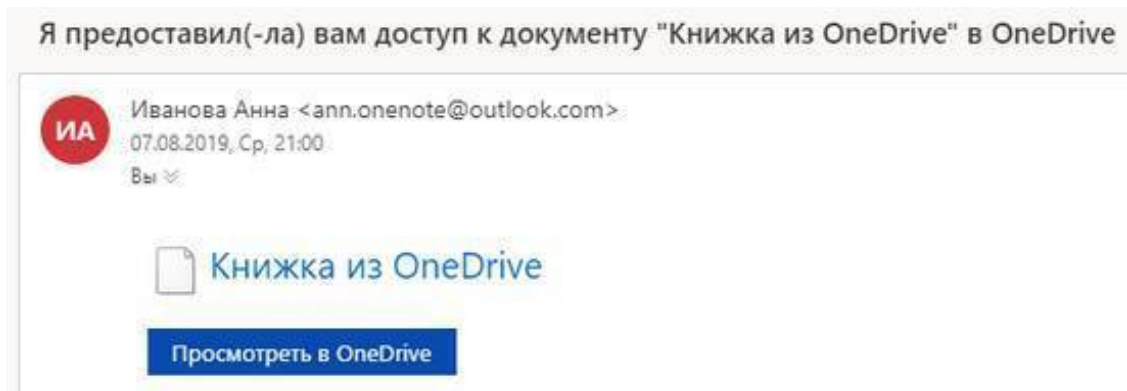 Я предоставил(-ла) вам доступ к документу "Книжка из OneDrive" в OneDrive
ИА
Иванова Анна <ann.onenote@outlook.com>
07.08.2019, Ср, 21:00
Вы
Книжка из OneDrive
Просмотреть в OneDrive